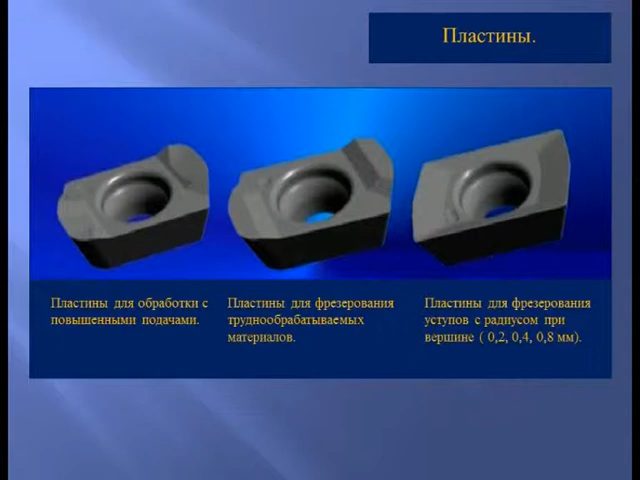 Пластины.
Пластины для обработки с
повышенными подачами.
Пластины для фрезерования
труднообрабатываемых
материалов.
Пластины для фрезерования
уступов с радиусом при
вершине ( 0,2, 0,4, 0,8 мм).